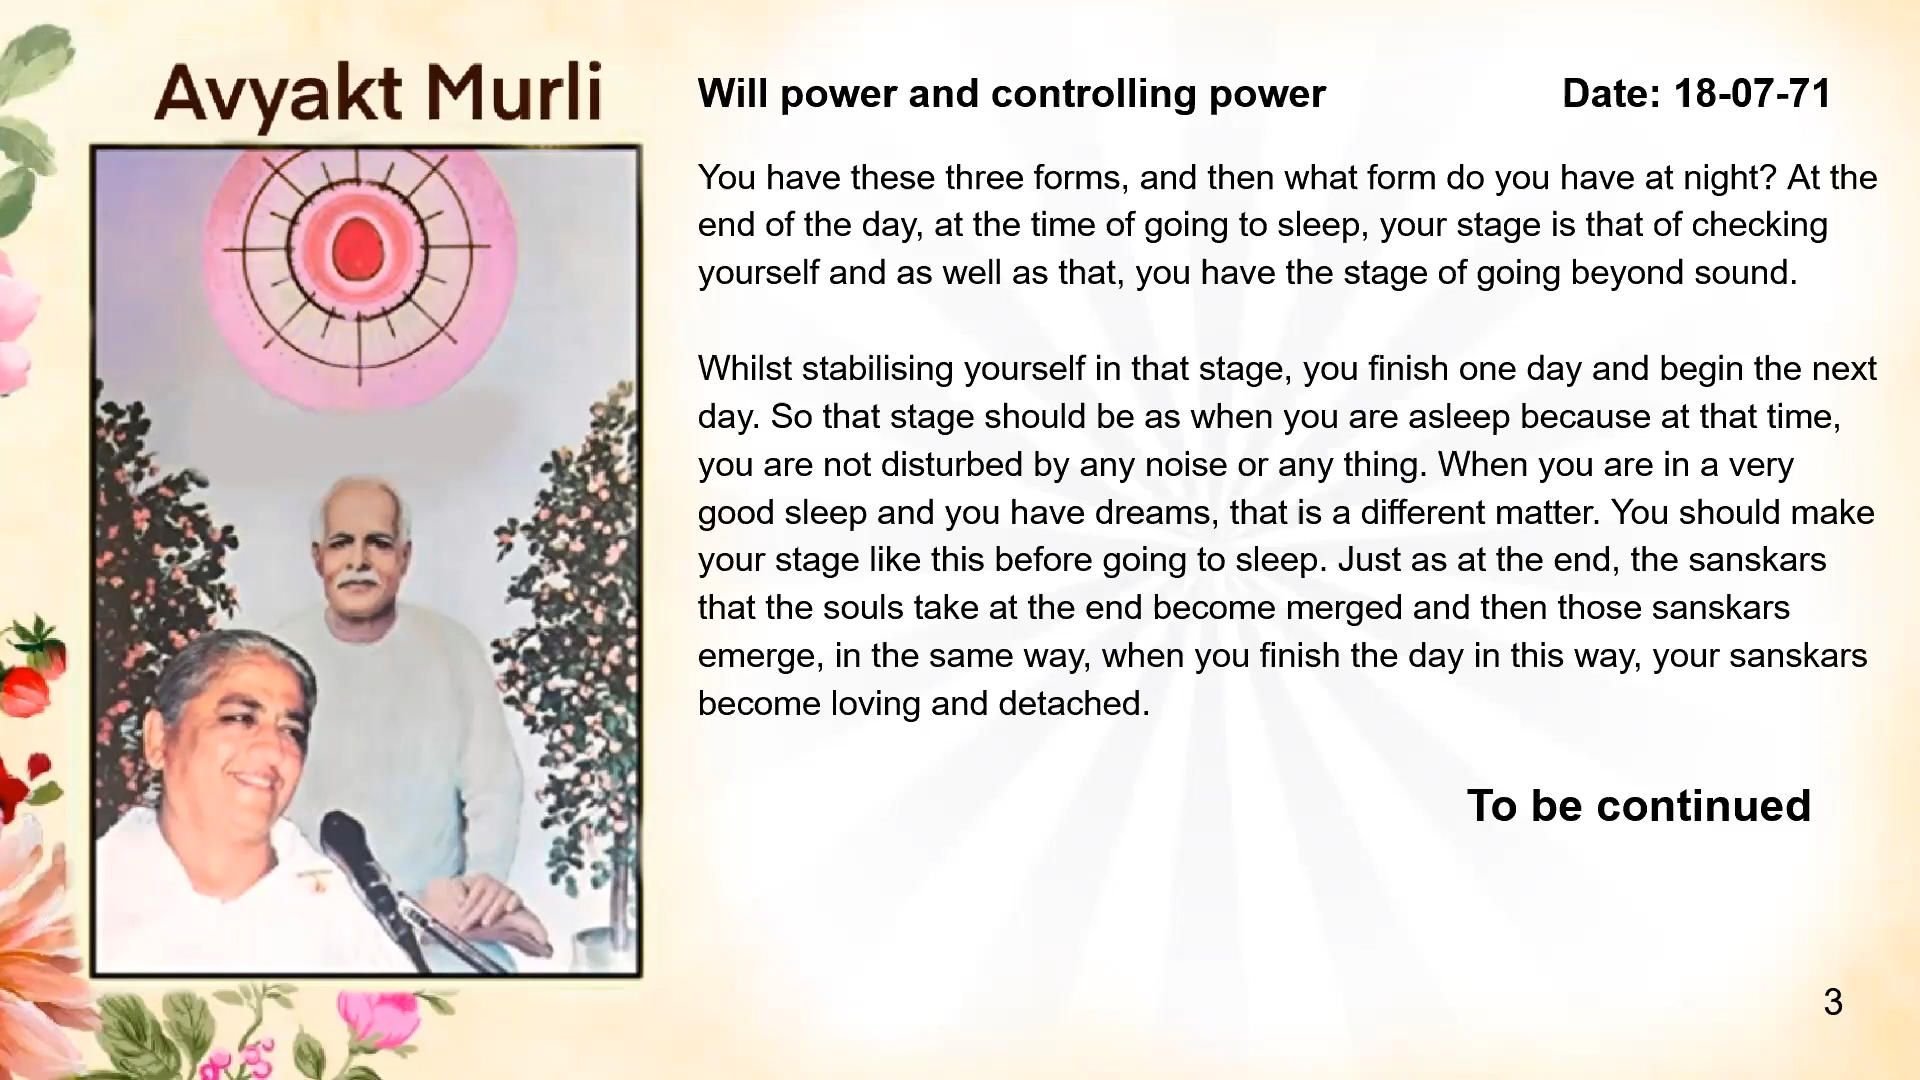 Avyakt Murli
Will power and controlling power Date: 18-07-71
You have these three forms, and then what form do you have at night? At the
end of the day, at the time of going to sleep, your stage is that of checking
yourself and as well as that, you have the stage of going beyond sound.
Whilst stabilising yourself in that stage, you finish one day and begin the next
day. So that stage should be as when you are asleep because at that time,
you are not disturbed by any noise or any thing. When you are in a very
good sleep and you have dreams, that is a different matter. You should make
your stage like this before going to sleep. Just as at the end, the sanskars
that the souls take at the end become merged and then those sanskars
emerge, in the same way, when you finish the day in this way, your sanskars
become loving and detached.
To be continued
3